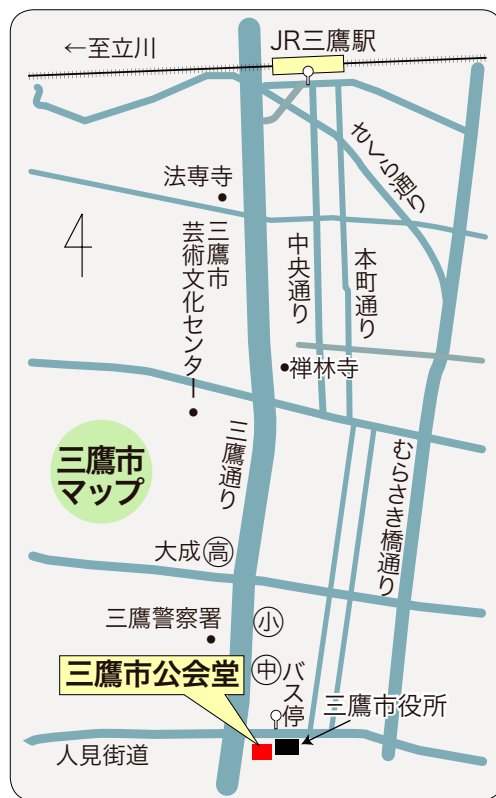 JR三鷹駅
←至立川
さくら通り
法専寺
三鷹市
芸術文化センター
中央通り
本町通り
禅林寺
三鷹通り
三鷹市
マップ
むらさき橋通り
大成高
三鷹警察署
小
中
バス停
三鷹市公会堂
三鷹市役所
人見街道